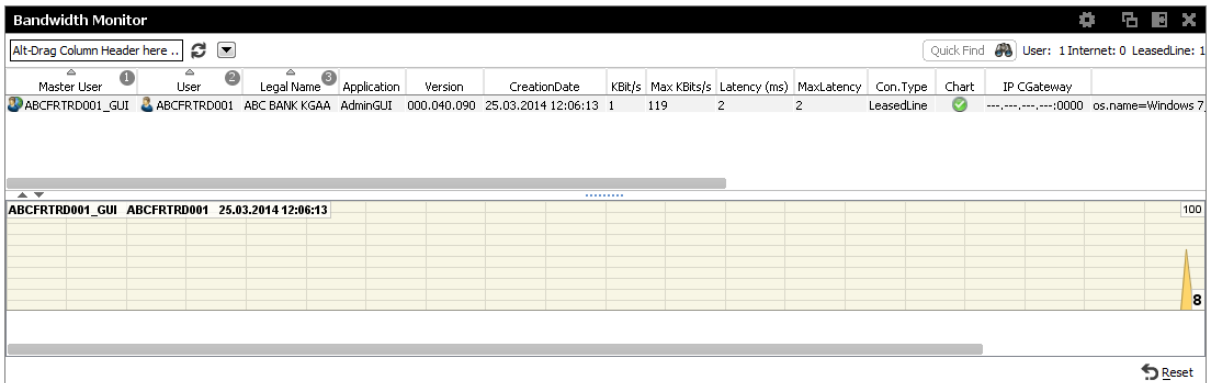 Bandwidth Monitor
Alt-Drag Column Header here .. Quick Find User: 1 Internet: 0 LeasedLine: 1
Master User 1 User 2 Legal Name 3 Application Version CreationDate KBit/s Max KBits/s Latency (ms) MaxLatency Con.Type Chart IP CGateway
ABCFRTRD001_GUI ABCFRTRD001 ABC BANK KGAA AdminGUI 000.040.090 25.03.2014 12:06:13 1 119 2 2 LeasedLine ---.---.---.---:0000 os.name=Windows 7_
ABCFRTRD001_GUI ABCFRTRD001 25.03.2014 12:06:13 100
8
Reset